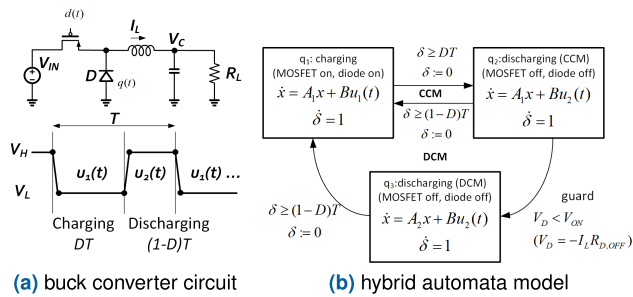 d(t)
I_L
V_C
V_IN
D
q(t)
R_L
T
V_H
V_L
u₁(t)
u₂(t)
u₁(t) ...
Charging
DT
Discharging
(1-D)T
(a) buck converter circuit
q₁: charging
(MOSFET on, diode on)
ẋ = A₁x + Bu₁(t)
δ̇ = 1
δ ≥ DT
δ := 0
CCM
δ ≥ (1−D)T
δ := 0
DCM
q₂:discharging (CCM)
(MOSFET off, diode off)
ẋ = A₁x + Bu₂(t)
δ̇ = 1
q₃:discharging (DCM)
(MOSFET off, diode off)
ẋ = A₂x + Bu₂(t)
δ̇ = 1
δ ≥ (1−D)T
δ := 0
guard
V_D < V_ON
(V_D = −I_L R_D,OFF)
(b) hybrid automata model